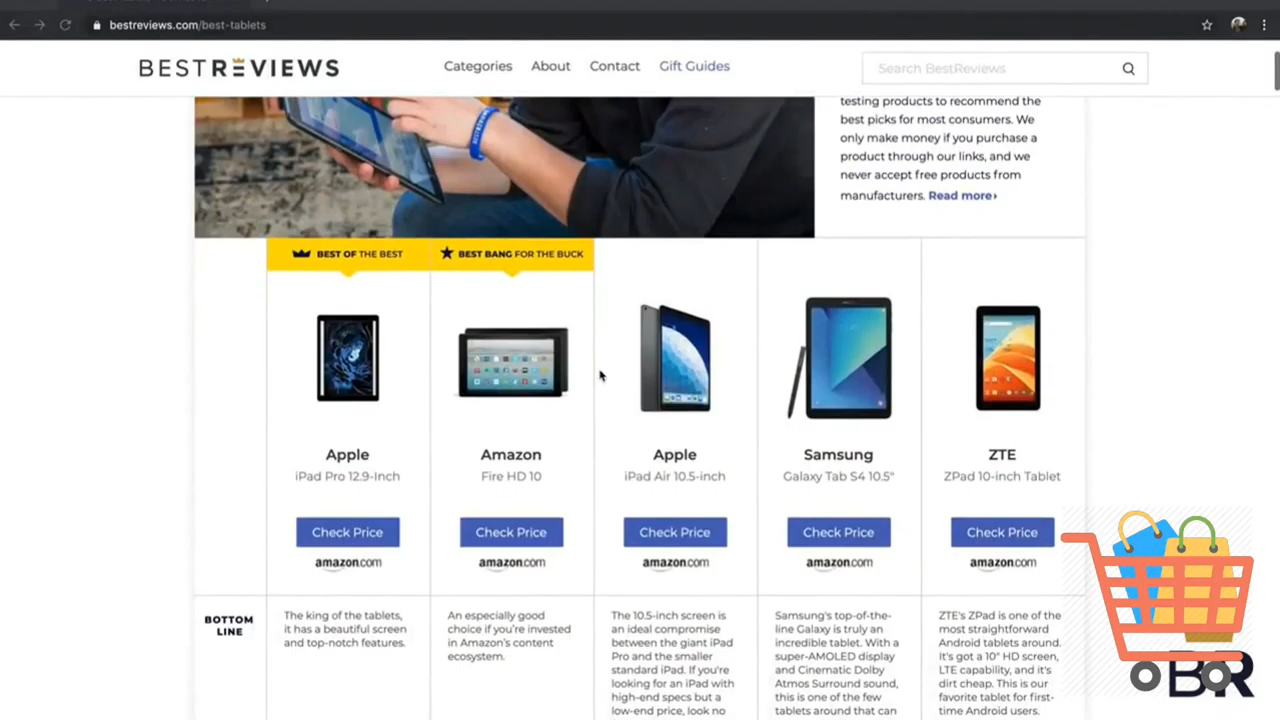 bestreviews.com/best-tablets
BESTREVIEWS
Categories
About
Contact
Gift Guides
Search BestReviews
testing products to recommend the
best picks for most consumers. We
only make money if you purchase a
product through our links, and we
never accept free products from
manufacturers. Read more›
BEST OF THE BEST
BEST BANG FOR THE BUCK
Apple
iPad Pro 12.9-Inch
Check Price
amazon.com
Amazon
Fire HD 10
Check Price
amazon.com
Apple
iPad Air 10.5-inch
Check Price
amazon.com
Samsung
Galaxy Tab S4 10.5"
Check Price
amazon.com
ZTE
ZPad 10-inch Tablet
Check Price
amazon.com
BOTTOM
LINE
The king of the tablets,
it has a beautiful screen
and top-notch features.
An especially good
choice if you're invested
in Amazon's content
ecosystem.
The 10.5-inch screen is
an ideal compromise
between the giant iPad
Pro and the smaller
standard iPad. If you're
looking for an iPad with
high-end specs but a
low-end price, look no
Samsung's top-of-the-
line Galaxy is truly an
incredible tablet. With a
super-AMOLED display
and Cinematic Dolby
Atmos Surround sound,
this is one of the few
tablets around that can
ZTE's ZPad is one of the
most straightforward
Android tablets around.
It's got a 10" HD screen,
LTE capability, and it's
dirt cheap. This is our
favorite tablet for first-
time Android users.
BR